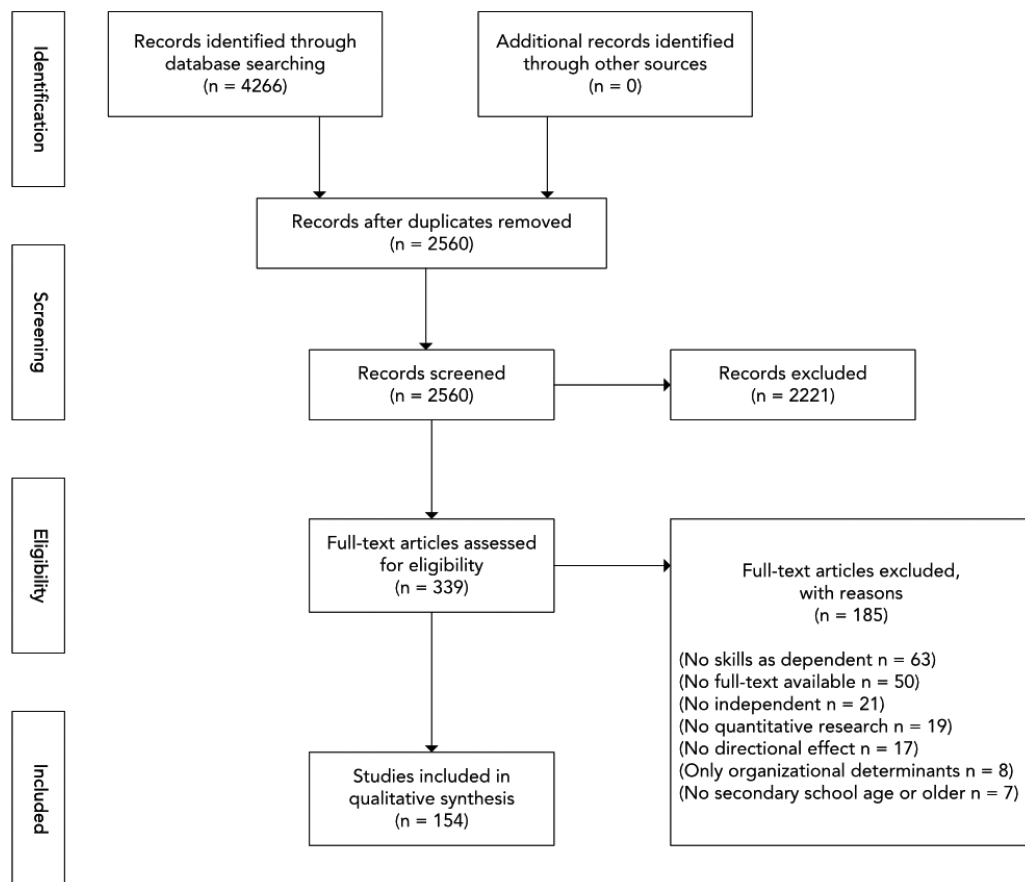 Identification
Records identified through
database searching
(n = 4266)
Additional records identified
through other sources
(n = 0)
Records after duplicates removed
(n = 2560)
Screening
Records screened
(n = 2560)
Records excluded
(n = 2221)
Eligibility
Full-text articles assessed
for eligibility
(n = 339)
Full-text articles excluded,
with reasons
(n = 185)
(No skills as dependent n = 63)
(No full-text available n = 50)
(No independent n = 21)
(No quantitative research n = 19)
(No directional effect n = 17)
(Only organizational determinants n = 8)
(No secondary school age or older n = 7)
Included
Studies included in
qualitative synthesis
(n = 154)